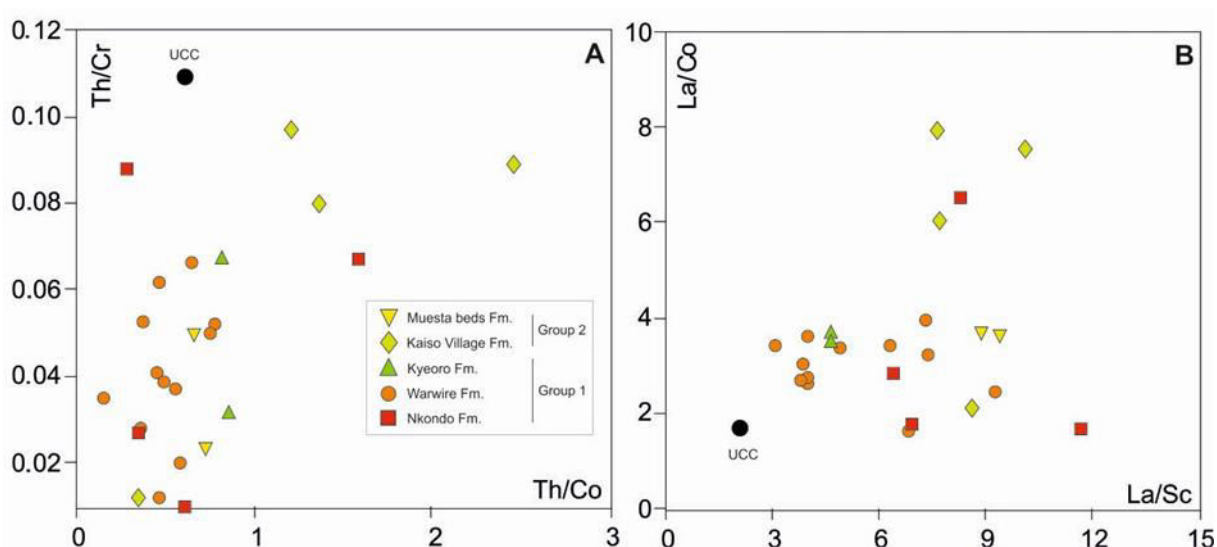 0.12
0.10
0.08
0.06
0.04
0.02
Th/Cr
UCC
A
Muesta beds Fm.
Kaiso Village Fm.
Group 2
Kyeoro Fm.
Warwire Fm.
Nkondo Fm.
Group 1
Th/Co
0 1 2 3
10
8
6
4
2
0
La/Co
B
UCC
La/Sc
3 6 9 12 15